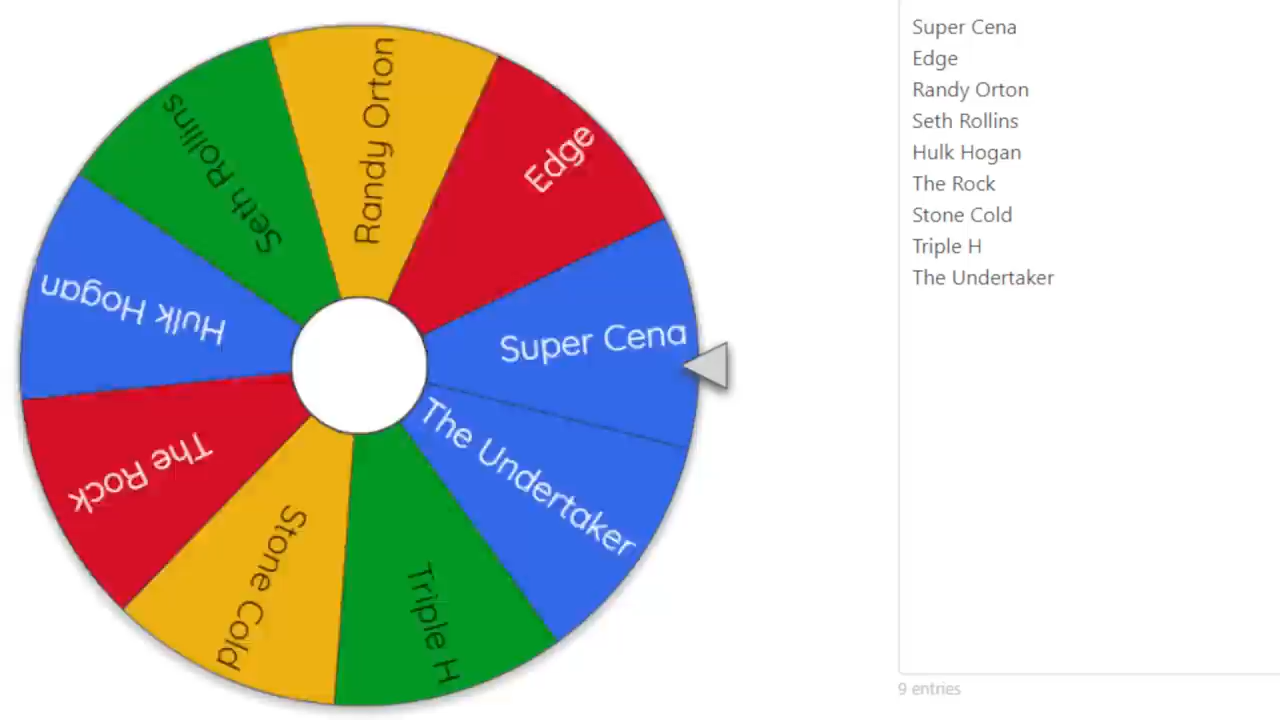 Randy Orton
Edge
Seth Rollins
Super Cena
Hulk Hogan
The Undertaker
The Rock
Stone Cold
Triple H
Super Cena
Edge
Randy Orton
Seth Rollins
Hulk Hogan
The Rock
Stone Cold
Triple H
The Undertaker
9 entries